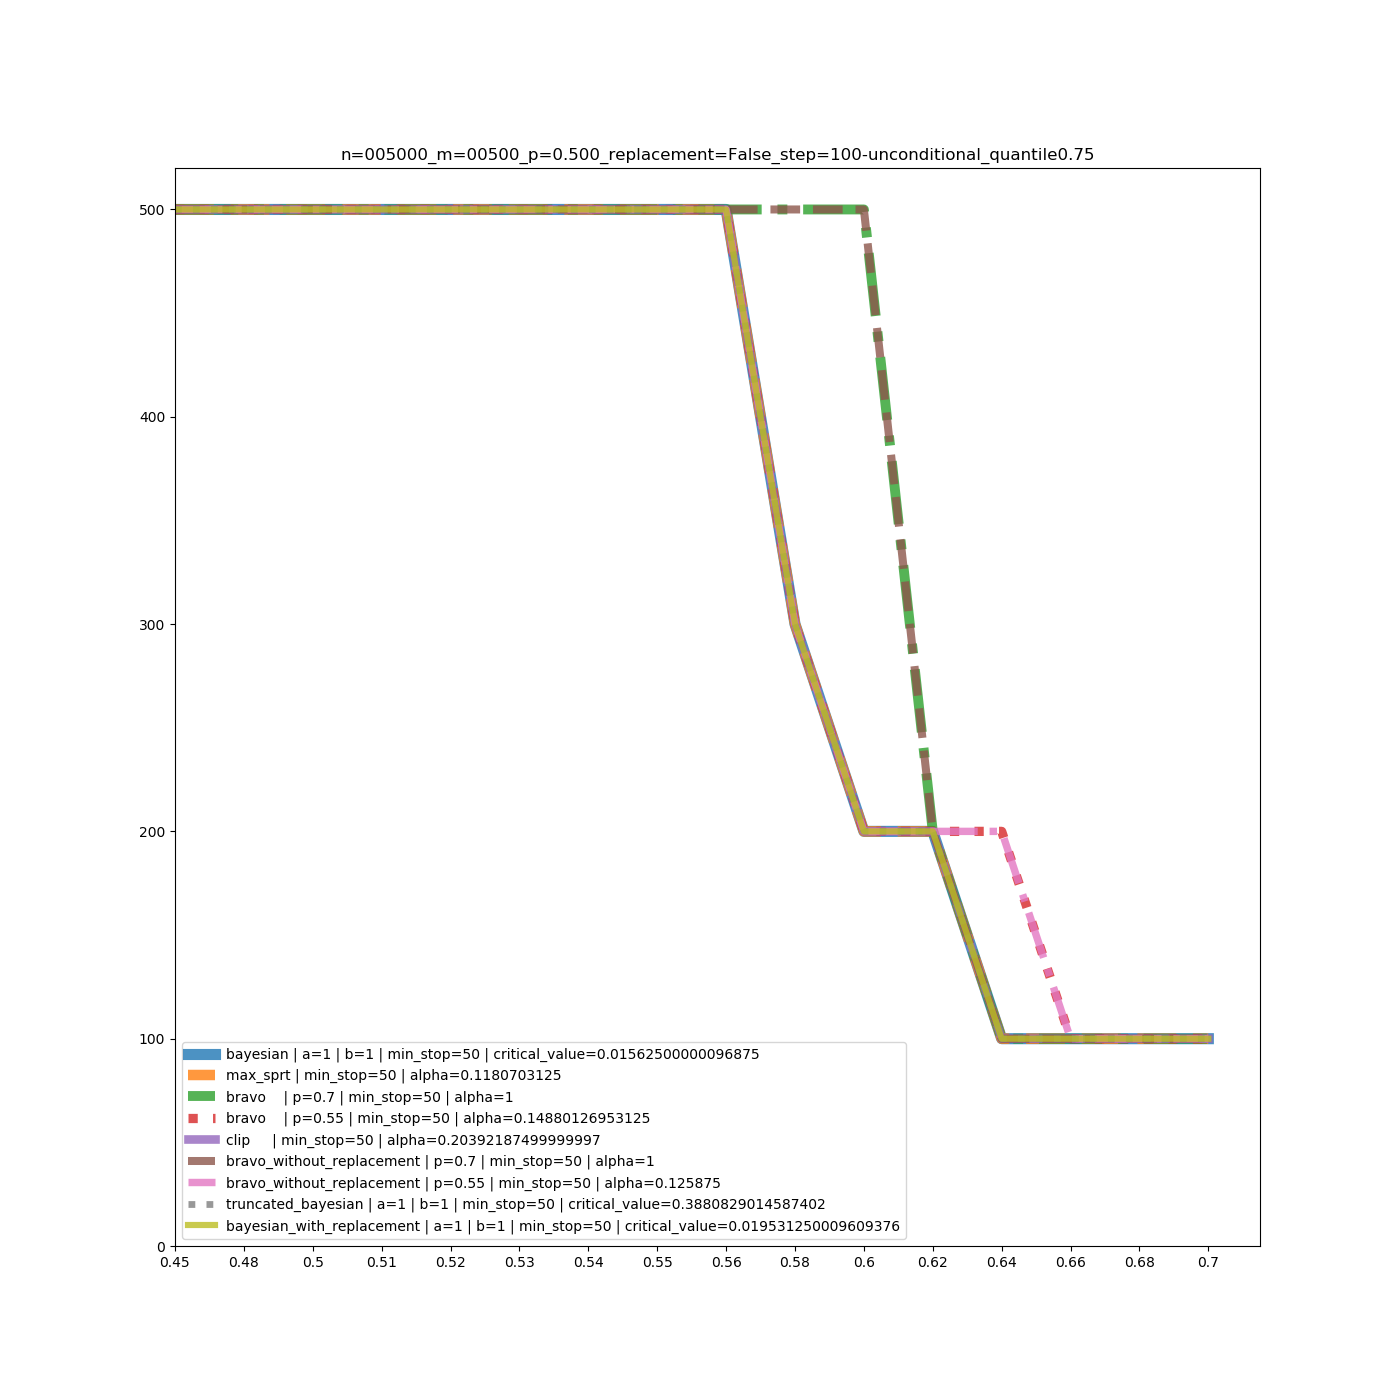 n=005000_m=00500_p=0.500_replacement=False_step=100-unconditional_quantile0.75
500
400
300
200
100
0
bayesian | a=1 | b=1 | min_stop=50 | critical_value=0.01562500000096875
max_sprt | min_stop=50 | alpha=0.1180703125
bravo | p=0.7 | min_stop=50 | alpha=1
bravo | p=0.55 | min_stop=50 | alpha=0.14880126953125
clip | min_stop=50 | alpha=0.20392187499999997
bravo_without_replacement | p=0.7 | min_stop=50 | alpha=1
bravo_without_replacement | p=0.55 | min_stop=50 | alpha=0.125875
truncated_bayesian | a=1 | b=1 | min_stop=50 | critical_value=0.3880829014587402
bayesian_with_replacement | a=1 | b=1 | min_stop=50 | critical_value=0.019531250009609376
0.45 0.48 0.5 0.51 0.52 0.53 0.54 0.55 0.56 0.58 0.6 0.62 0.64 0.66 0.68 0.7